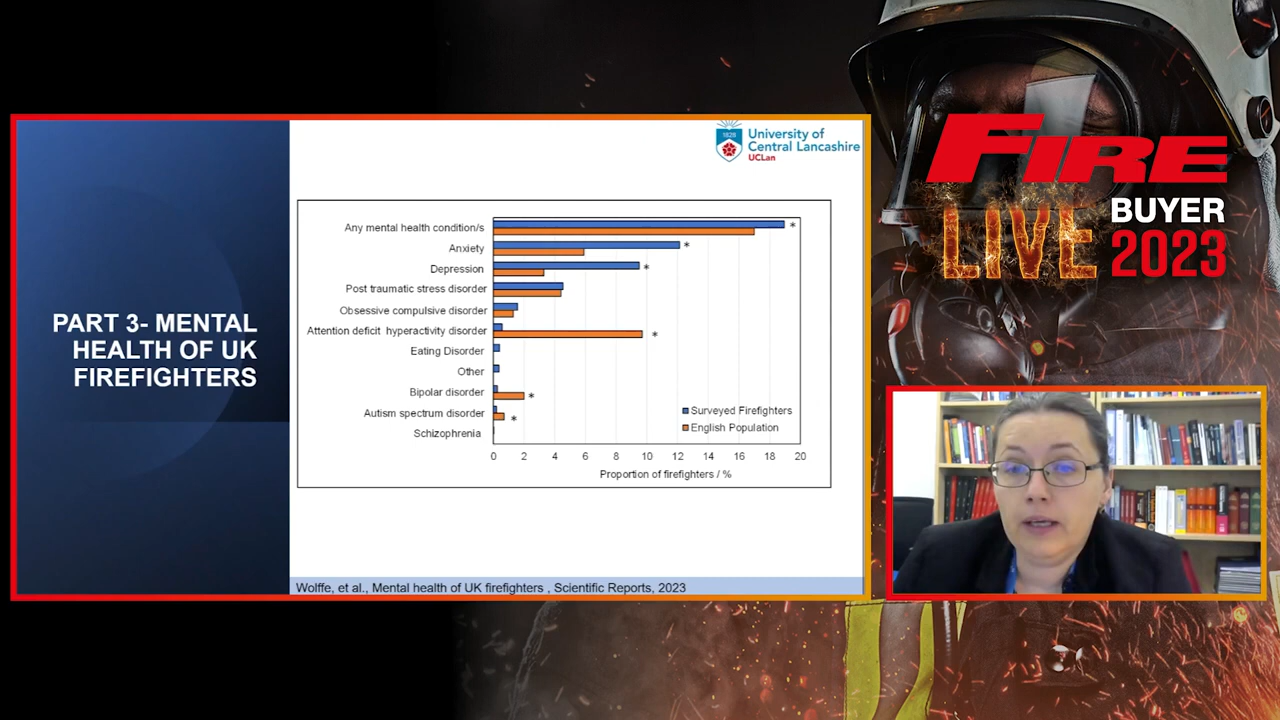 PART 3- MENTAL
HEALTH OF UK
FIREFIGHTERS
1828
University of
Central Lancashire
UCLan
Any mental health condition/s
*
Anxiety
*
Depression
*
Post traumatic stress disorder
Obsessive compulsive disorder
Attention deficit hyperactivity disorder
*
Eating Disorder
Other
Bipolar disorder
*
Autism spectrum disorder
*
Schizophrenia
Surveyed Firefighters
English Population
0 2 4 6 8 10 12 14 16 18 20
Proportion of firefighters / %
Wolffe, et al., Mental health of UK firefighters , Scientific Reports, 2023
FIRE
LIVE
BUYER
2023